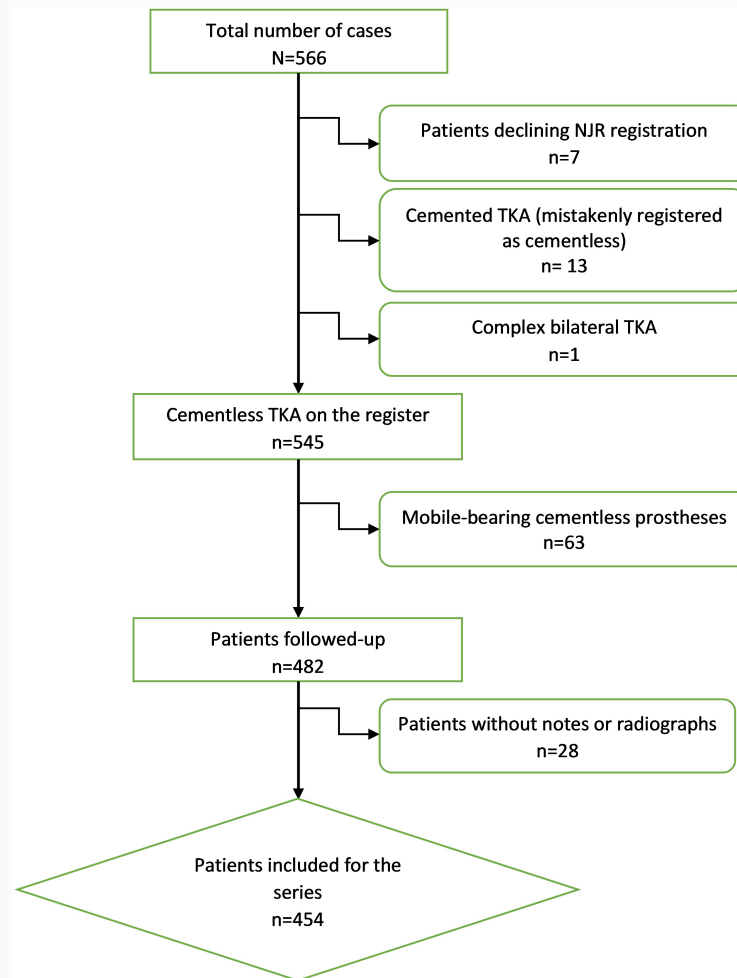 Total number of cases
N=566
Patients declining NJR registration
n=7
Cemented TKA (mistakenly registered
as cementless)
n= 13
Complex bilateral TKA
n=1
Cementless TKA on the register
n=545
Mobile-bearing cementless prostheses
n=63
Patients followed-up
n=482
Patients without notes or radiographs
n=28
Patients included for the
series
n=454